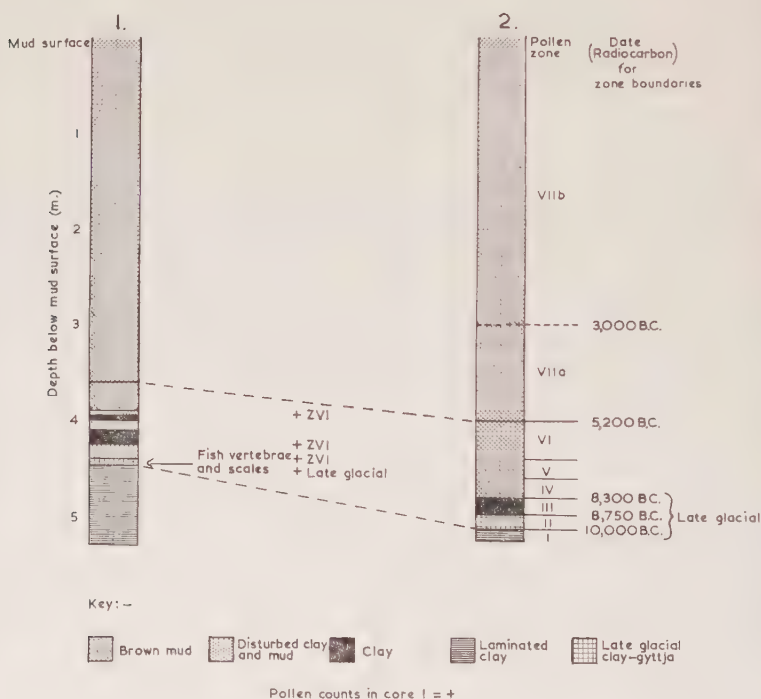 1.
2.
Mud surface
Pollen
zone
Date
(Radiocarbon)
for
zone boundaries
Depth below mud surface (m.)
1
2
3
4
5
VIIb
3,000 B.C.
VIIa
5,200 B.C.
VI
V
IV
8,300 B.C.
III
8,750 B.C.
II
10,000 B.C.
I
Late glacial
+ ZVI
+ ZVI
+ ZVI
+ Late glacial
Fish vertebrae
and scales
Key:-
Brown mud
Disturbed clay
and mud
Clay
Laminated
clay
Late glacial
clay-gyttja
Pollen counts in core 1 = +